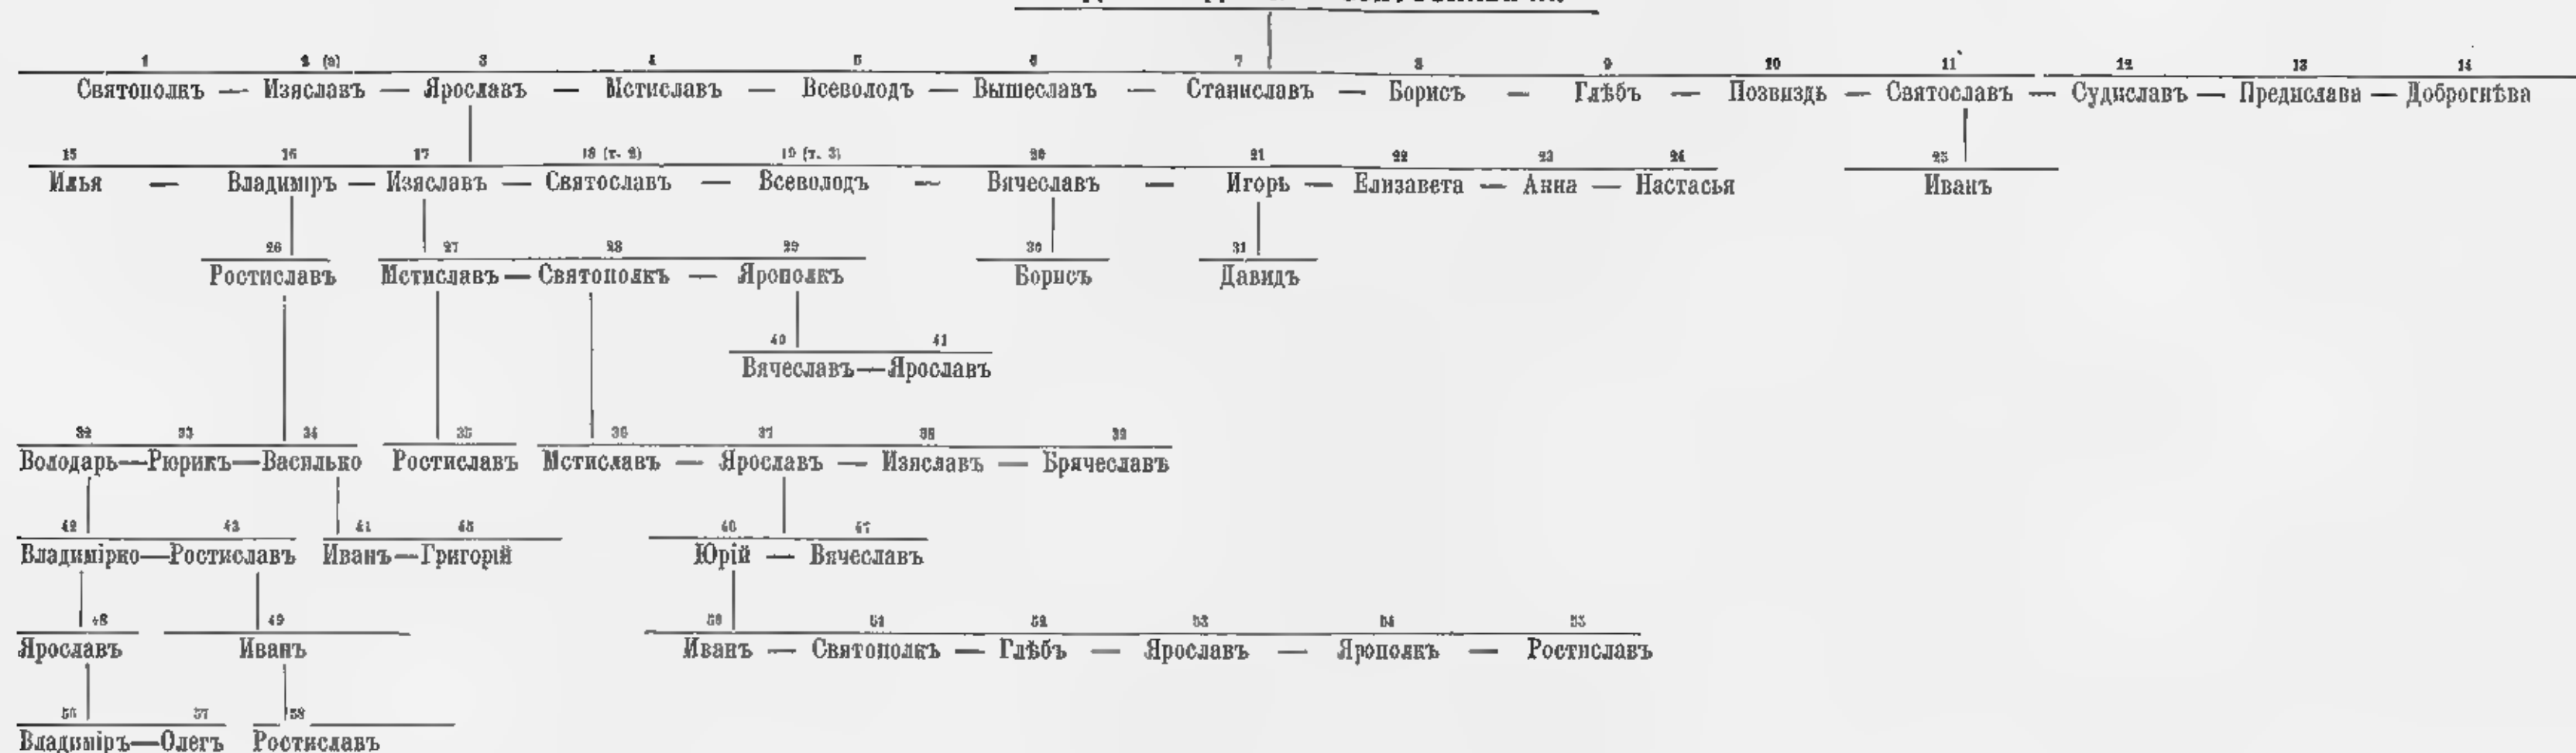 1 2 (а) 3 4 5 6 7 8 9 10 11 12 13 14
Святополкъ — Изяславъ — Ярославъ — Мстиславъ — Всеволодъ — Вышеславъ — Станиславъ — Борисъ — Глѣбъ — Позвиздъ — Святославъ — Судиславъ — Предислава — Доброгнѣва
15 16 17 18 (т. 2) 19 (т. 3) 20 21 22 23 24 25
Илья — Владиміръ — Изяславъ — Святославъ — Всеволодъ — Вячеславъ — Игорь — Елизавета — Анна — Настасья Иванъ
26 27 28 29 30 31
Ростиславъ Мстиславъ — Святополкъ — Ярополкъ Борисъ Давидъ
40 41
Вячеславъ — Ярославъ
32 33 34 35 36 37 38 39
Володарь — Рюрикъ — Василько Ростиславъ Мстиславъ — Ярославъ — Изяславъ — Брячеславъ
42 43 44 45 46 47
Владимірко — Ростиславъ Иванъ — Григорій Юрій — Вячеславъ
48 49 50 51 52 53 54 55
Ярославъ Иванъ Иванъ — Святополкъ — Глѣбъ — Ярославъ — Ярополкъ — Ростиславъ
56 57 58
Владиміръ — Олегъ Ростиславъ